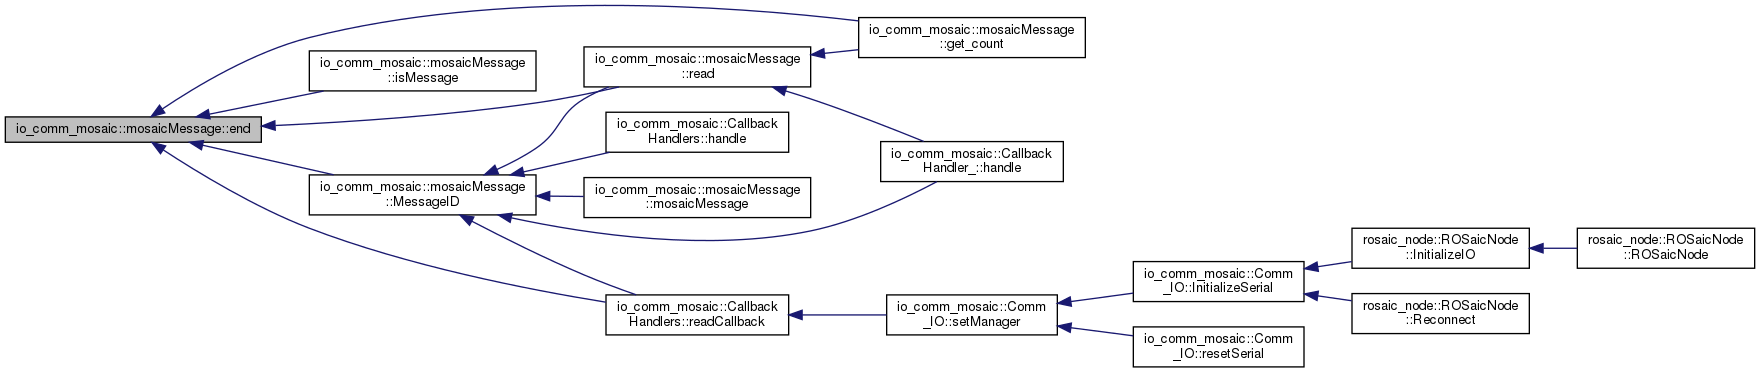 io_comm_mosaic::mosaicMessage::end
io_comm_mosaic::mosaicMessage
::isMessage
io_comm_mosaic::mosaicMessage
::MessageID
io_comm_mosaic::mosaicMessage
::read
io_comm_mosaic::Callback
Handlers::handle
io_comm_mosaic::mosaicMessage
::mosaicMessage
io_comm_mosaic::Callback
Handlers::readCallback
io_comm_mosaic::mosaicMessage
::get_count
io_comm_mosaic::Callback
Handler_::handle
io_comm_mosaic::Comm
_IO::setManager
io_comm_mosaic::Comm
_IO::InitializeSerial
io_comm_mosaic::Comm
_IO::resetSerial
rosaic_node::ROSaicNode
::InitializeIO
rosaic_node::ROSaicNode
::Reconnect
rosaic_node::ROSaicNode
::ROSaicNode